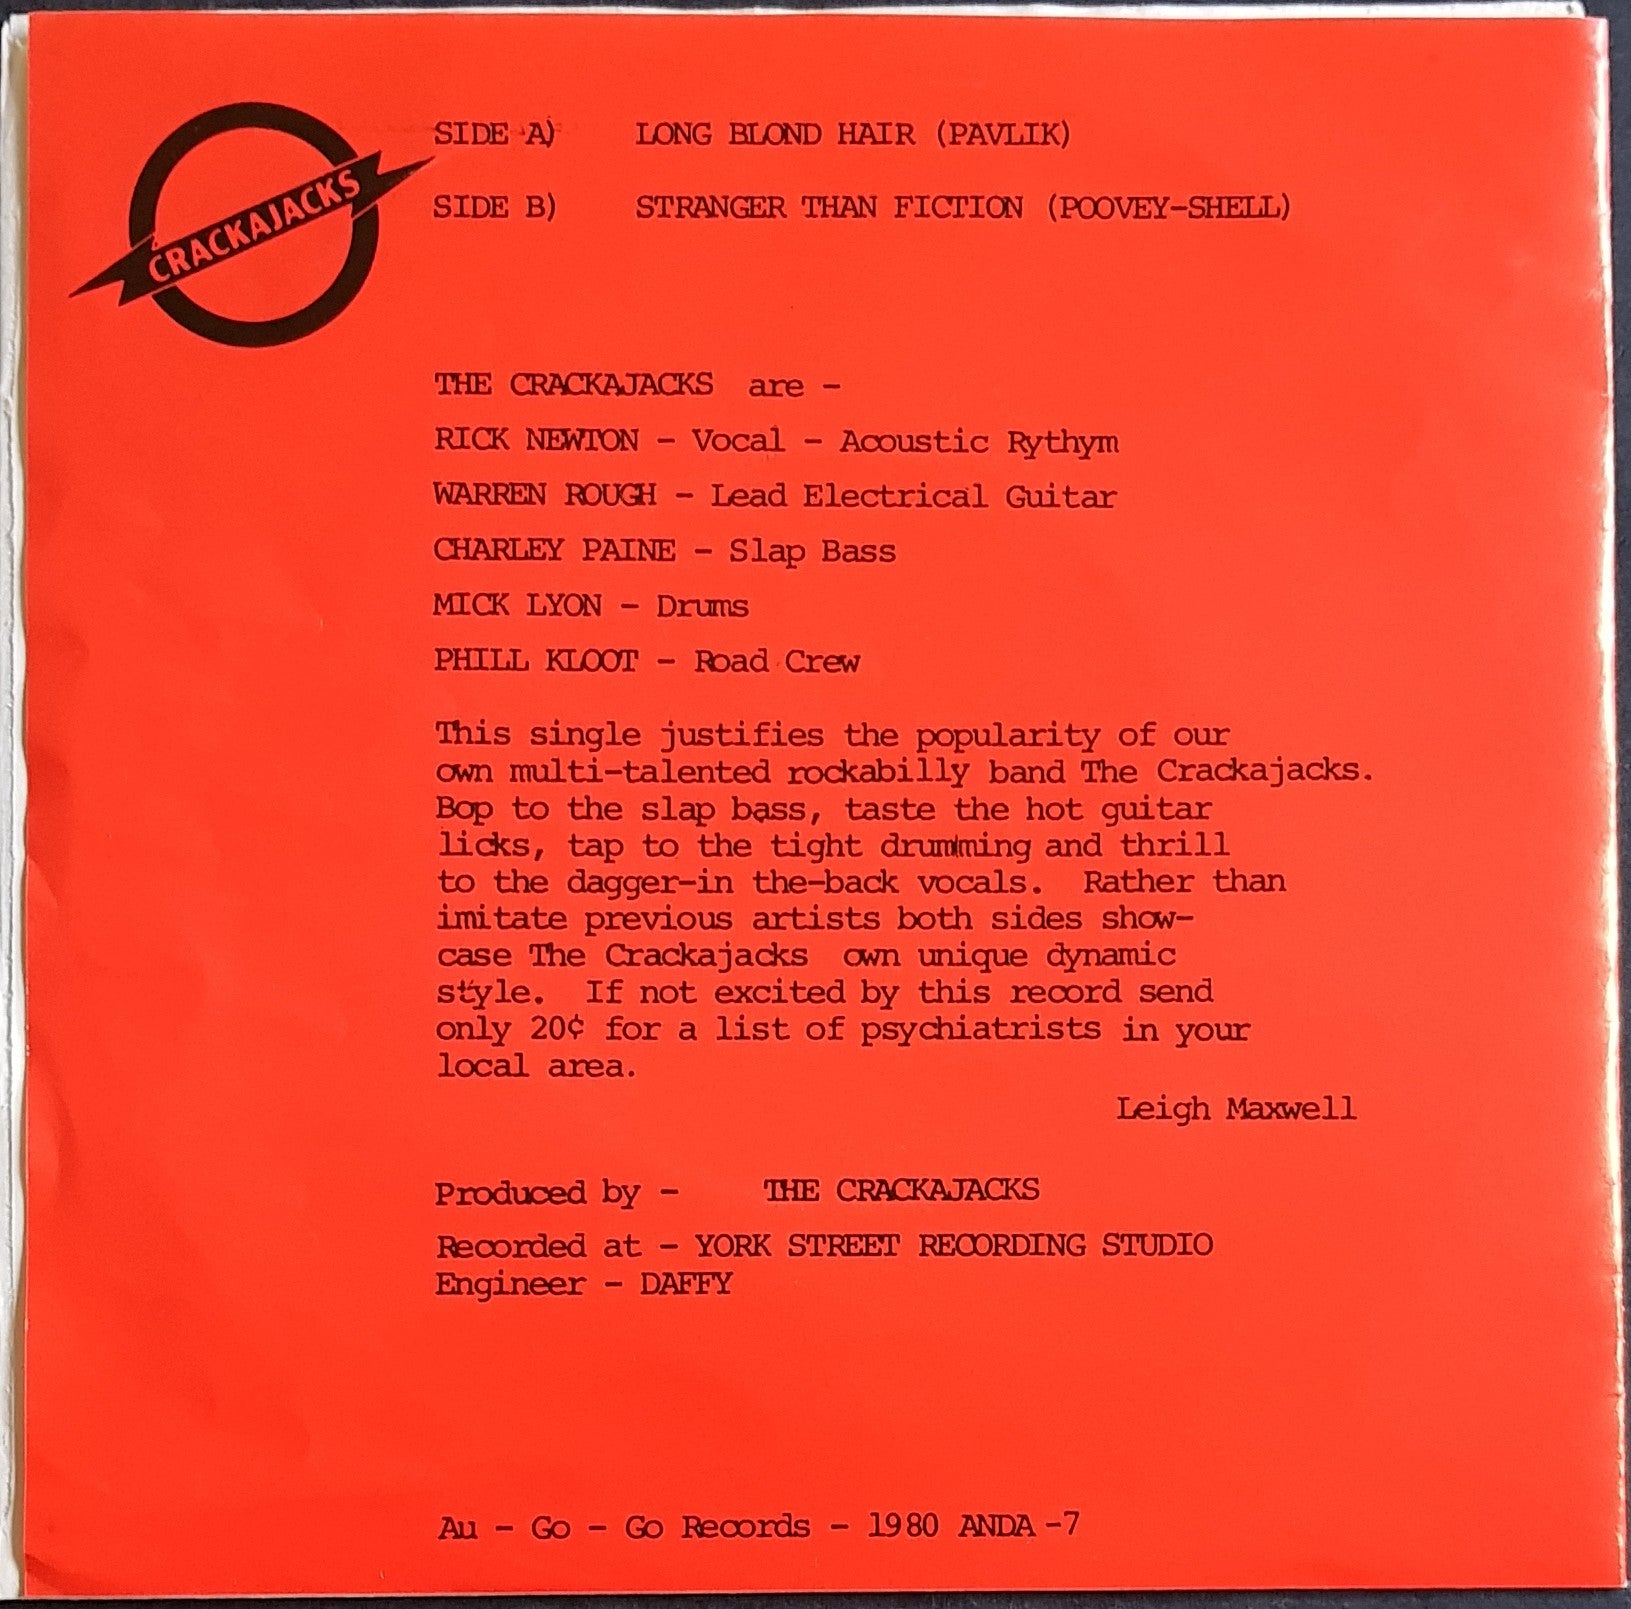 CRACKAJACKS
SIDE A) LONG BLOND HAIR (PAVLIK)
SIDE B) STRANGER THAN FICTION (POOVEY-SHELL)
THE CRACKAJACKS are -
RICK NEWTON - Vocal - Acoustic Rythym
WARREN ROUGH - Lead Electrical Guitar
CHARLEY PAINE - Slap Bass
MICK LYON - Drums
PHILL KLOOT - Road Crew
This single justifies the popularity of our
own multi-talented rockabilly band The Crackajacks.
Bop to the slap bass, taste the hot guitar
licks, tap to the tight drumming and thrill
to the dagger-in the-back vocals. Rather than
imitate previous artists both sides show-
case The Crackajacks own unique dynamic
style. If not excited by this record send
only 20¢ for a list of psychiatrists in your
local area.
Leigh Maxwell
Produced by - THE CRACKAJACKS
Recorded at - YORK STREET RECORDING STUDIO
Engineer - DAFFY
Au - Go - Go Records - 1980 ANDA -7